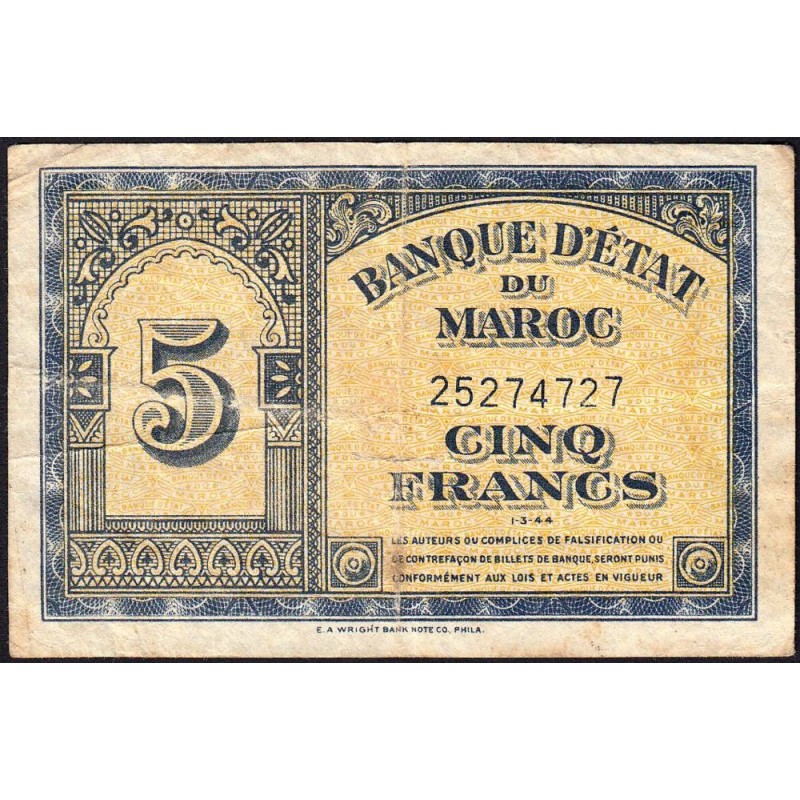 5
BANQUE D'ÉTAT
DU
MAROC
25274727
CINQ
FRANCS
1-3-44
LES AUTEURS OU COMPLICES DE FALSIFICATION OU
DE CONTREFAÇON DE BILLETS DE BANQUE, SERONT PUNIS
CONFORMÉMENT AUX LOIS ET ACTES EN VIGUEUR
E. A. WRIGHT BANK NOTE CO., PHILA.